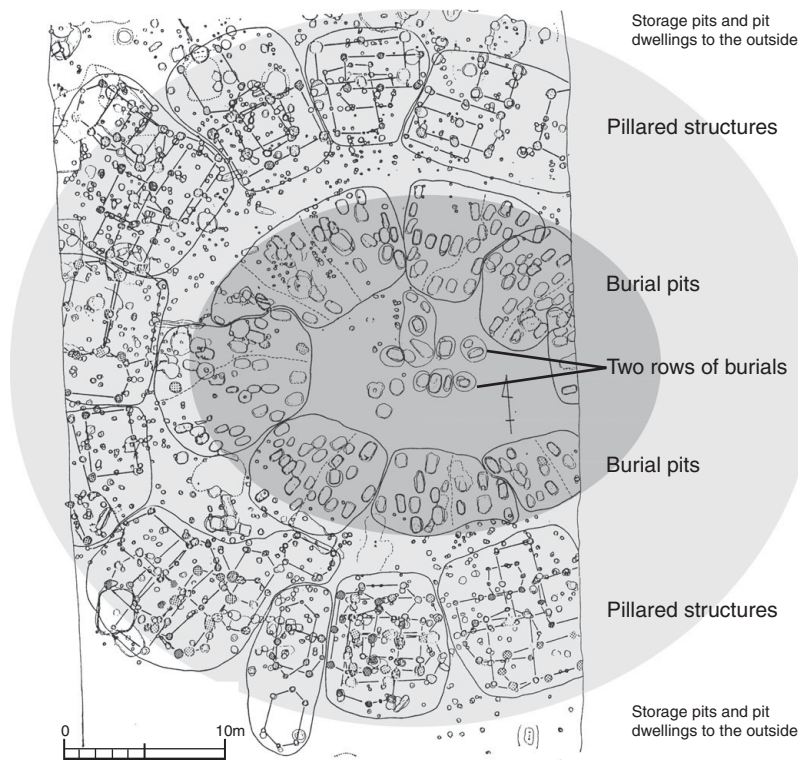 Storage pits and pit
dwellings to the outside
Pillared structures
Burial pits
Two rows of burials
Burial pits
Pillared structures
Storage pits and pit
dwellings to the outside
0 10m